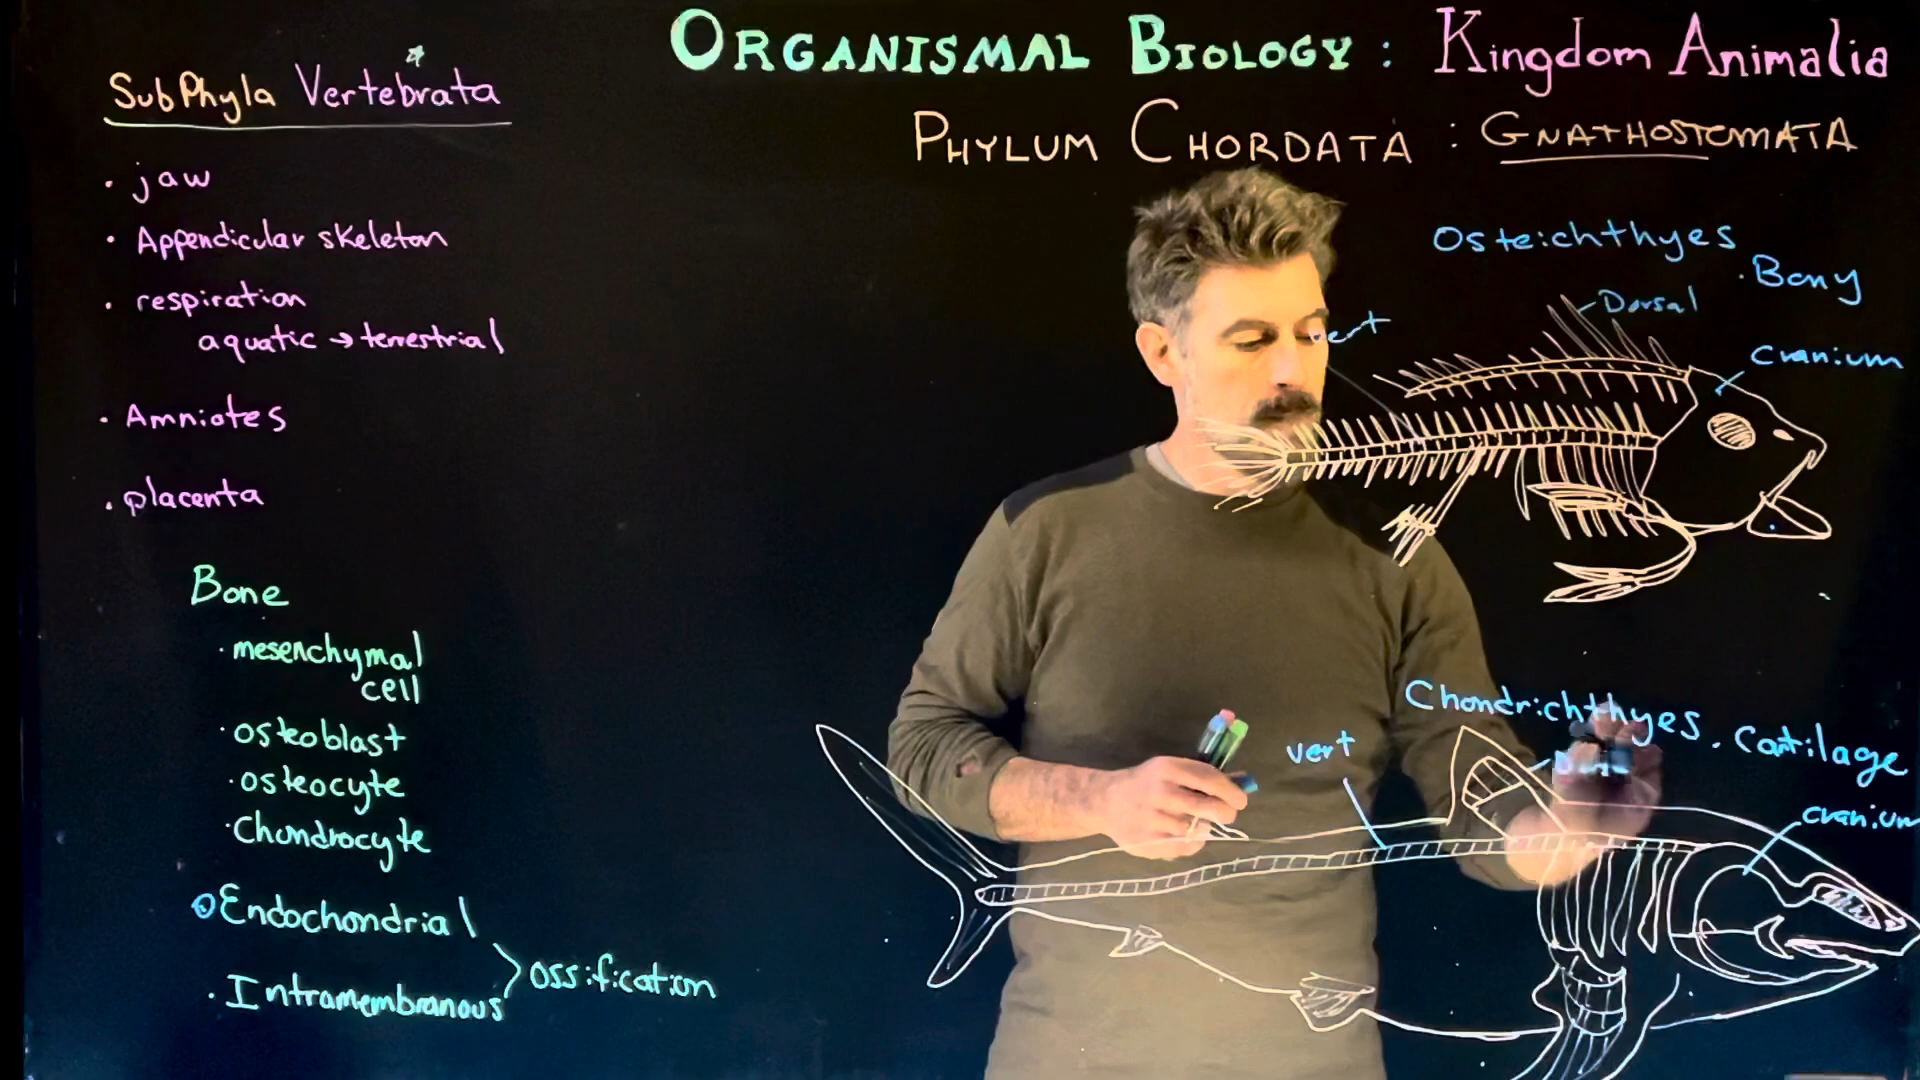 ORGANISMAL BIOLOGY : Kingdom Animalia
PHYLUM CHORDATA : GNATHOSTOMATA
SubPhyla Vertebrata
• jaw
• Appendicular skeleton
• respiration
aquatic → terrestrial
• Amniotes
• placenta
Bone
• mesenchymal
cell
• osteoblast
• osteocyte
• Chondrocyte
Endochondrial
• Intramembranous
ossification
Osteichthyes
• Bony
Dorsal
vert
cranium
Chondrichthyes . Cartilage
vert
cranium